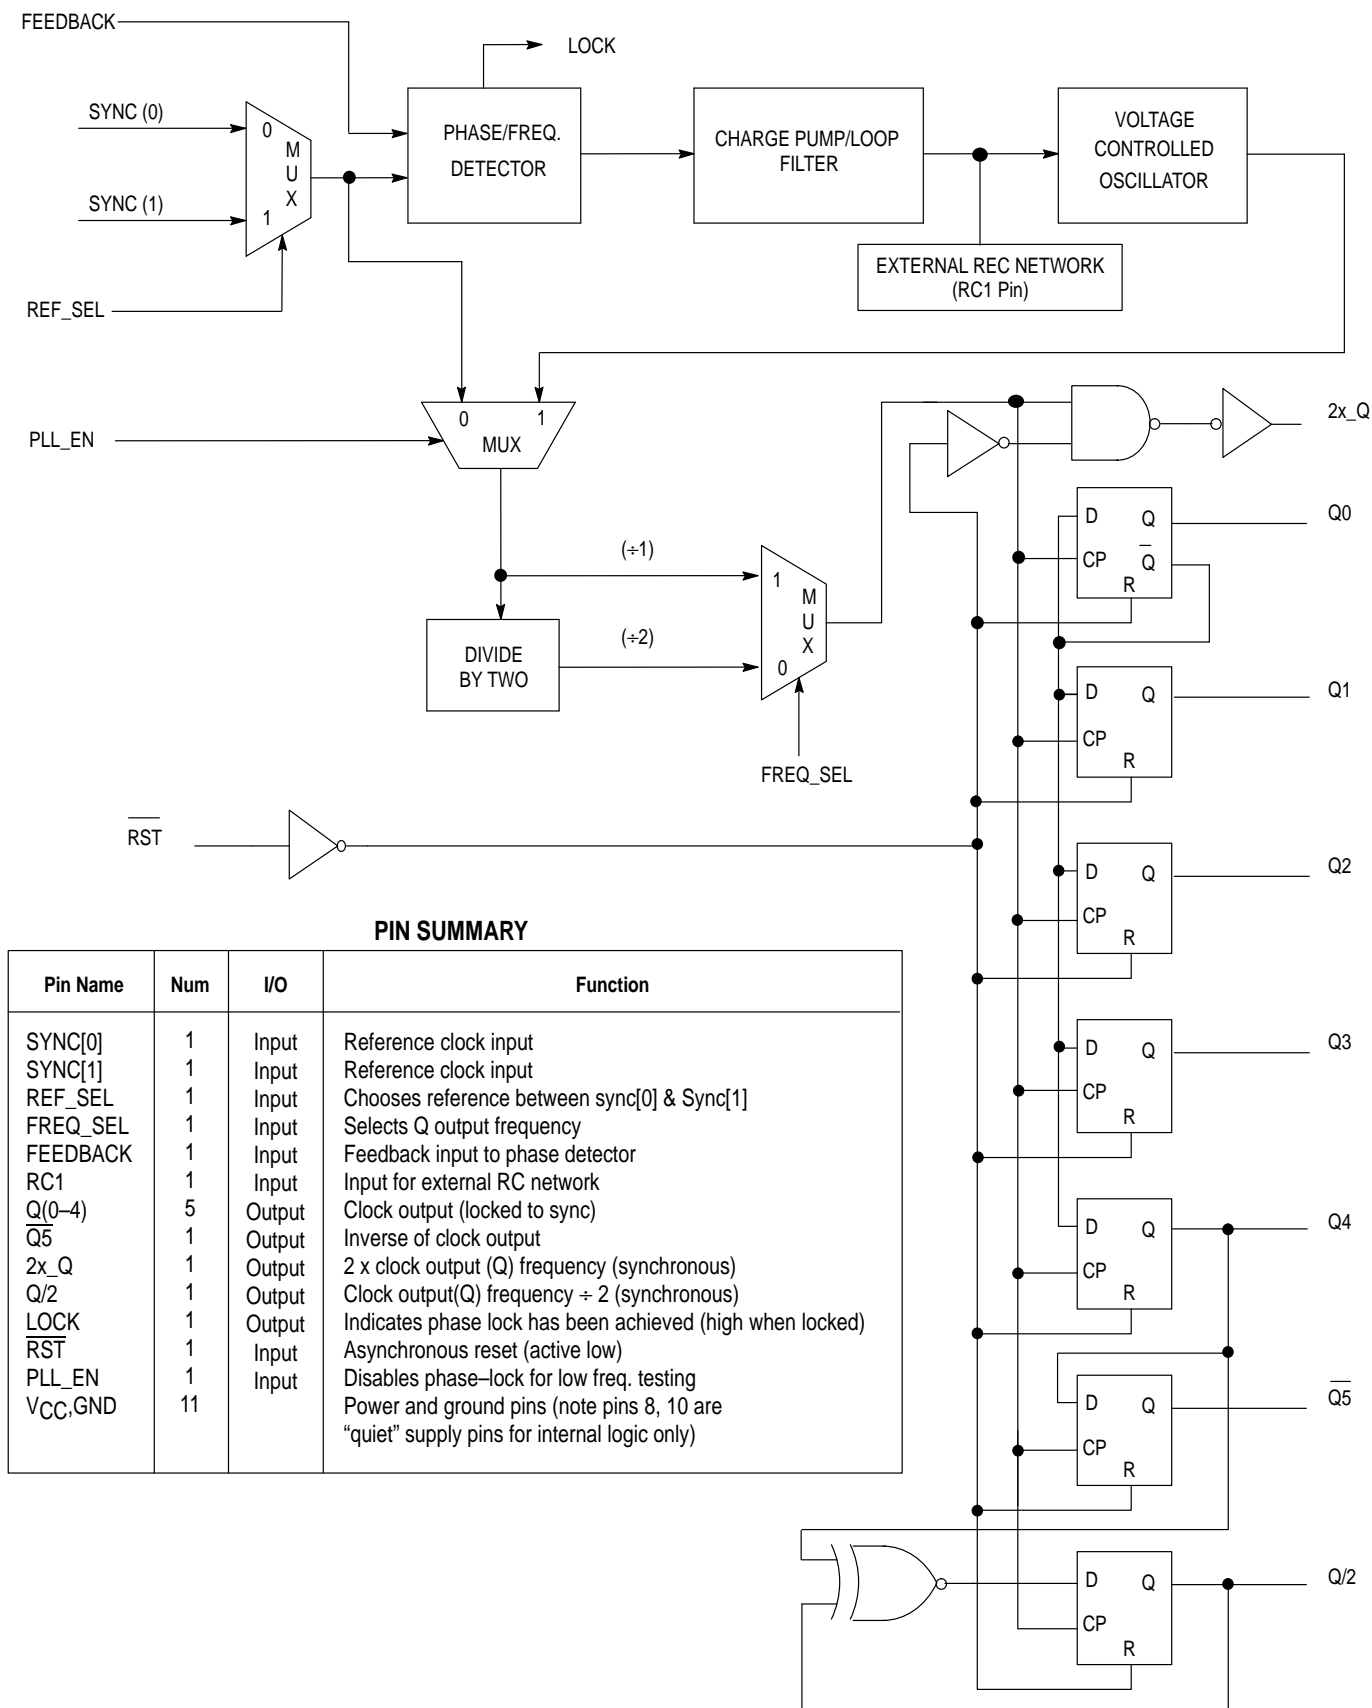 FEEDBACK
LOCK
SYNC (0)
SYNC (1)
0
M
U
X
1
REF_SEL
PHASE/FREQ.
DETECTOR
CHARGE PUMP/LOOP
FILTER
VOLTAGE
CONTROLLED
OSCILLATOR
EXTERNAL REC NETWORK
(RC1 Pin)
PLL_EN
0 1
MUX
2x_Q
(÷1)
(÷2)
DIVIDE
BY TWO
1
M
U
X
0
FREQ_SEL
D Q
CP Q̅
R
Q0
D Q
CP
R
Q1
R̅S̅T̅
D Q
CP
R
Q2
D Q
CP
R
Q3
D Q
CP
R
Q4
D Q
CP
R
Q̅5̅
D Q
CP
R
Q/2
PIN SUMMARY
Pin Name Num I/O Function
SYNC[0] 1 Input Reference clock input
SYNC[1] 1 Input Reference clock input
REF_SEL 1 Input Chooses reference between sync[0] & Sync[1]
FREQ_SEL 1 Input Selects Q output frequency
FEEDBACK 1 Input Feedback input to phase detector
RC1 1 Input Input for external RC network
Q(0–4) 5 Output Clock output (locked to sync)
Q̅5̅ 1 Output Inverse of clock output
2x_Q 1 Output 2 x clock output (Q) frequency (synchronous)
Q/2 1 Output Clock output(Q) frequency ÷ 2 (synchronous)
LOCK 1 Output Indicates phase lock has been achieved (high when locked)
R̅S̅T̅ 1 Input Asynchronous reset (active low)
PLL_EN 1 Input Disables phase–lock for low freq. testing
VCC,GND 11 Power and ground pins (note pins 8, 10 are
“quiet” supply pins for internal logic only)